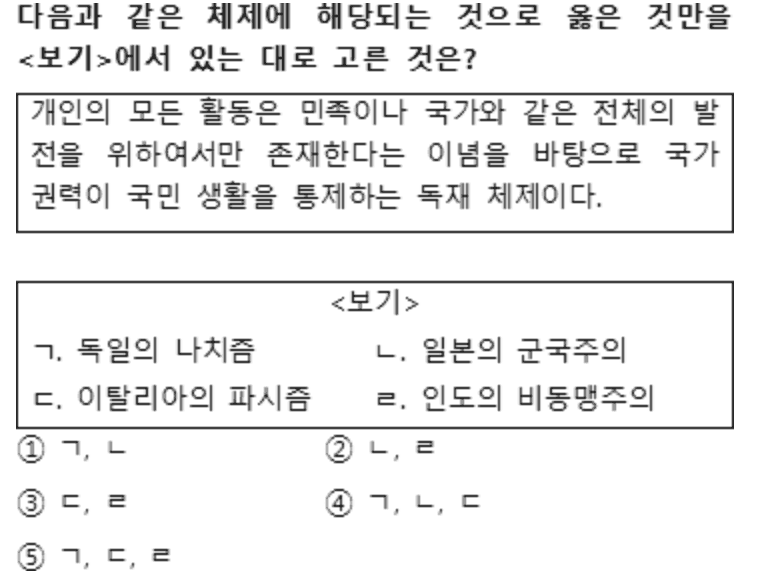 다음과 같은 체제에 해당되는 것으로 옳은 것만을
<보기>에서 있는 대로 고른 것은?
개인의 모든 활동은 민족이나 국가와 같은 전체의 발
전을 위하여서만 존재한다는 이념을 바탕으로 국가
권력이 국민 생활을 통제하는 독재 체제이다.
<보기>
ㄱ. 독일의 나치즘 ㄴ. 일본의 군국주의
ㄷ. 이탈리아의 파시즘 ㄹ. 인도의 비동맹주의
① ㄱ, ㄴ ② ㄴ, ㄹ
③ ㄷ, ㄹ ④ ㄱ, ㄴ, ㄷ
⑤ ㄱ, ㄷ, ㄹ